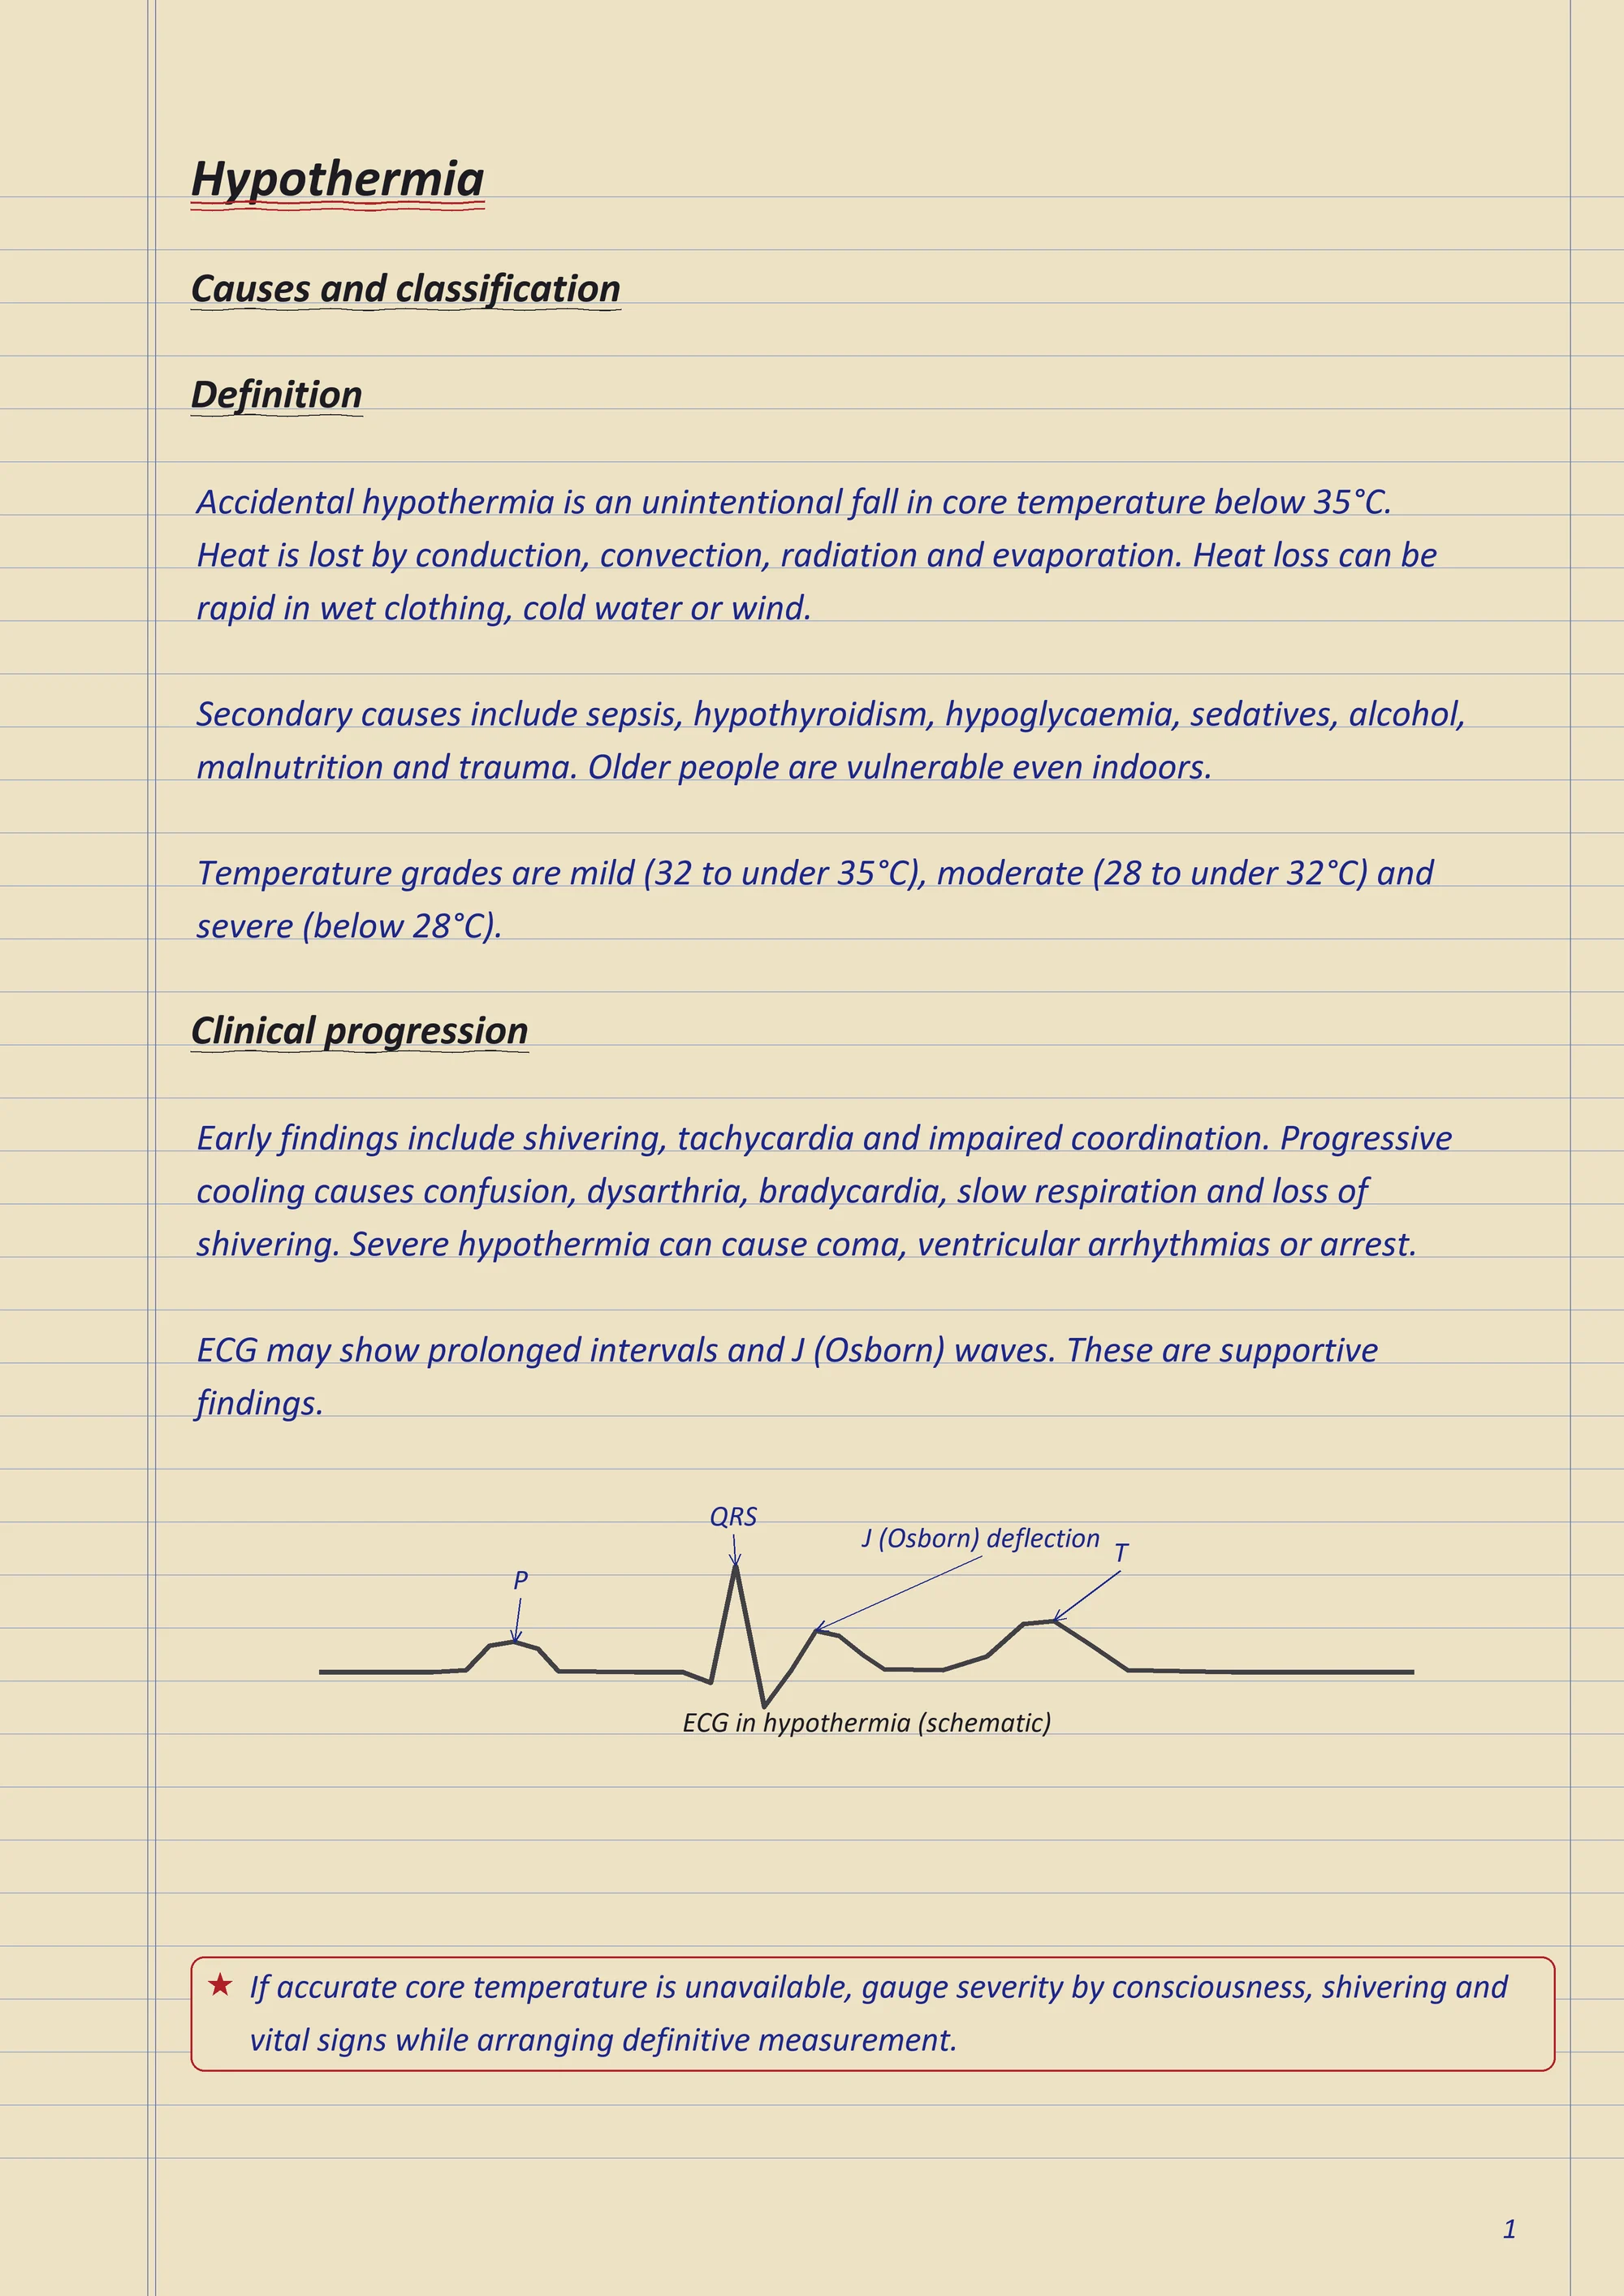 Hypothermia
Causes and classification
Definition
Accidental hypothermia is an unintentional fall in core temperature below 35°C.
Heat is lost by conduction, convection, radiation and evaporation. Heat loss can be
rapid in wet clothing, cold water or wind.
Secondary causes include sepsis, hypothyroidism, hypoglycaemia, sedatives, alcohol,
malnutrition and trauma. Older people are vulnerable even indoors.
Temperature grades are mild (32 to under 35°C), moderate (28 to under 32°C) and
severe (below 28°C).
Clinical progression
Early findings include shivering, tachycardia and impaired coordination. Progressive
cooling causes confusion, dysarthria, bradycardia, slow respiration and loss of
shivering. Severe hypothermia can cause coma, ventricular arrhythmias or arrest.
ECG may show prolonged intervals and J (Osborn) waves. These are supportive
findings.
QRS
J (Osborn) deflection
T
P
ECG in hypothermia (schematic)
★ If accurate core temperature is unavailable, gauge severity by consciousness, shivering and
vital signs while arranging definitive measurement.
1